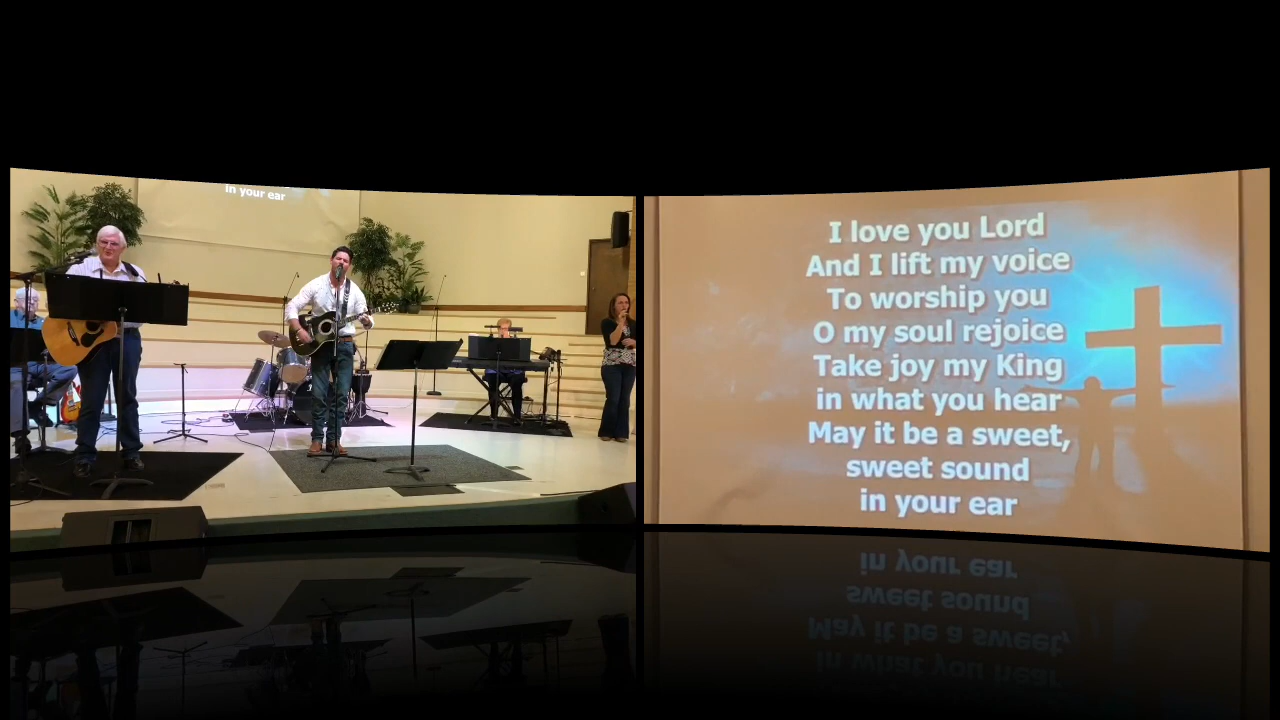 in your ear
I love you Lord
And I lift my voice
To worship you
O my soul rejoice
Take joy my King
in what you hear
May it be a sweet,
sweet sound
in your ear